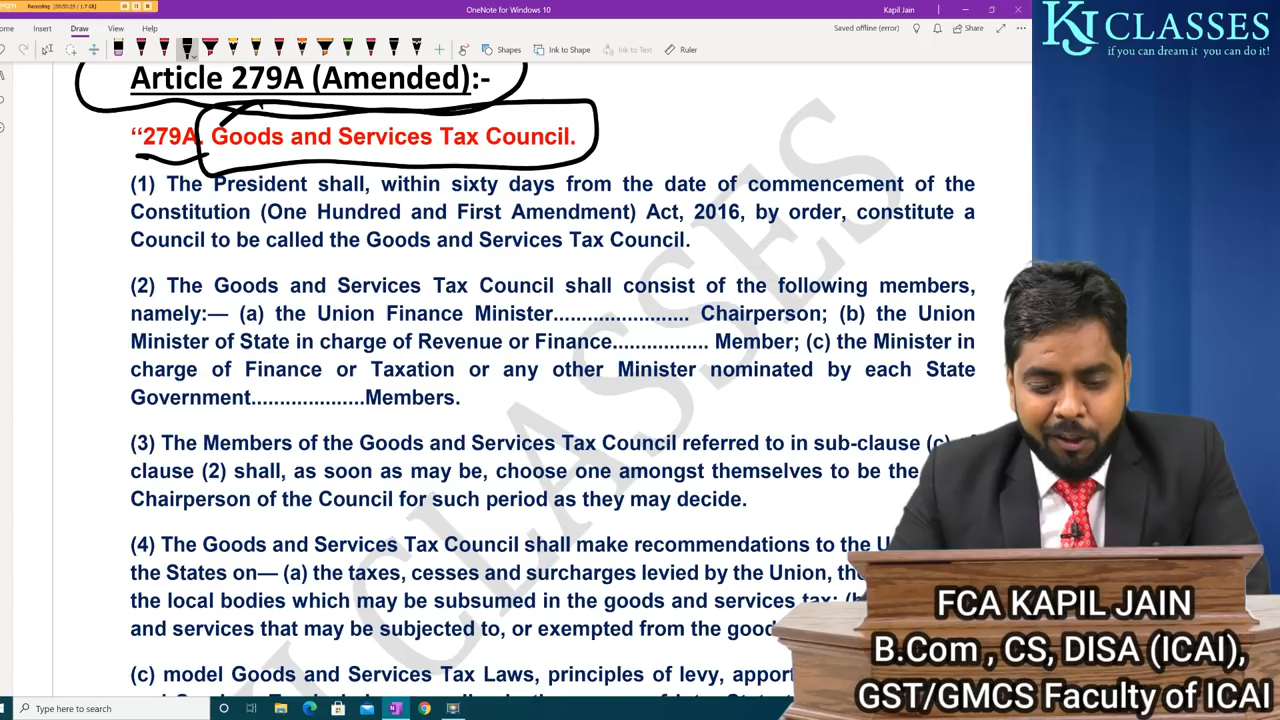 Recording
OneNote for Windows 10
Kapil Jain
Insert
Draw
View
Help
Saved offline (error)
Share
Shapes
Ink to Shape
Ink to Text
Ruler
KJ CLASSES
if you can dream it you can do it!
Article 279A (Amended):-
“279A. Goods and Services Tax Council.
(1) The President shall, within sixty days from the date of commencement of the
Constitution (One Hundred and First Amendment) Act, 2016, by order, constitute a
Council to be called the Goods and Services Tax Council.
(2) The Goods and Services Tax Council shall consist of the following members,
namely:— (a) the Union Finance Minister........................ Chairperson; (b) the Union
Minister of State in charge of Revenue or Finance................. Member; (c) the Minister in
charge of Finance or Taxation or any other Minister nominated by each State
Government....................Members.
(3) The Members of the Goods and Services Tax Council referred to in sub-clause (c)
clause (2) shall, as soon as may be, choose one amongst themselves to be the
Chairperson of the Council for such period as they may decide.
(4) The Goods and Services Tax Council shall make recommendations to the
the States on— (a) the taxes, cesses and surcharges levied by the Union,
the local bodies which may be subsumed in the goods and services tax;
and services that may be subjected to, or exempted from the
(c) model Goods and Services Tax Laws, principles of levy,
KJ CLASSES
FCA KAPIL JAIN
B.Com , CS, DISA (ICAI),
GST/GMCS Faculty of ICAI
Type here to search